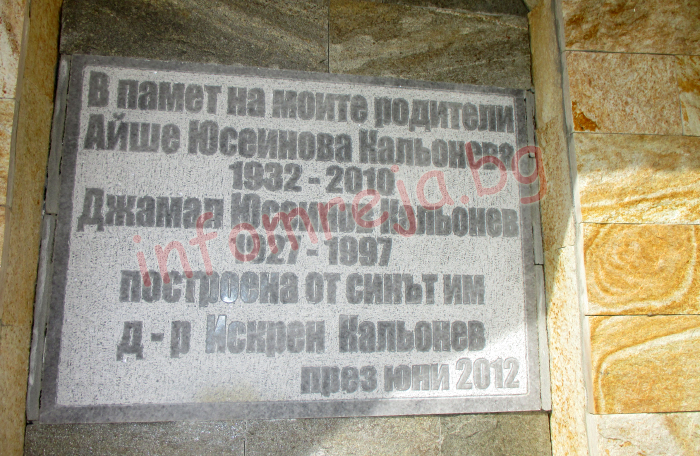 В памет на моите родители
Айше Юсеинова Кальонева
1932 - 2010
Джамал Юсеинов Кальонев
1927 - 1997
построена от синът им
д - р Искрен Кальонев
през юни 2012
infomreja.bg